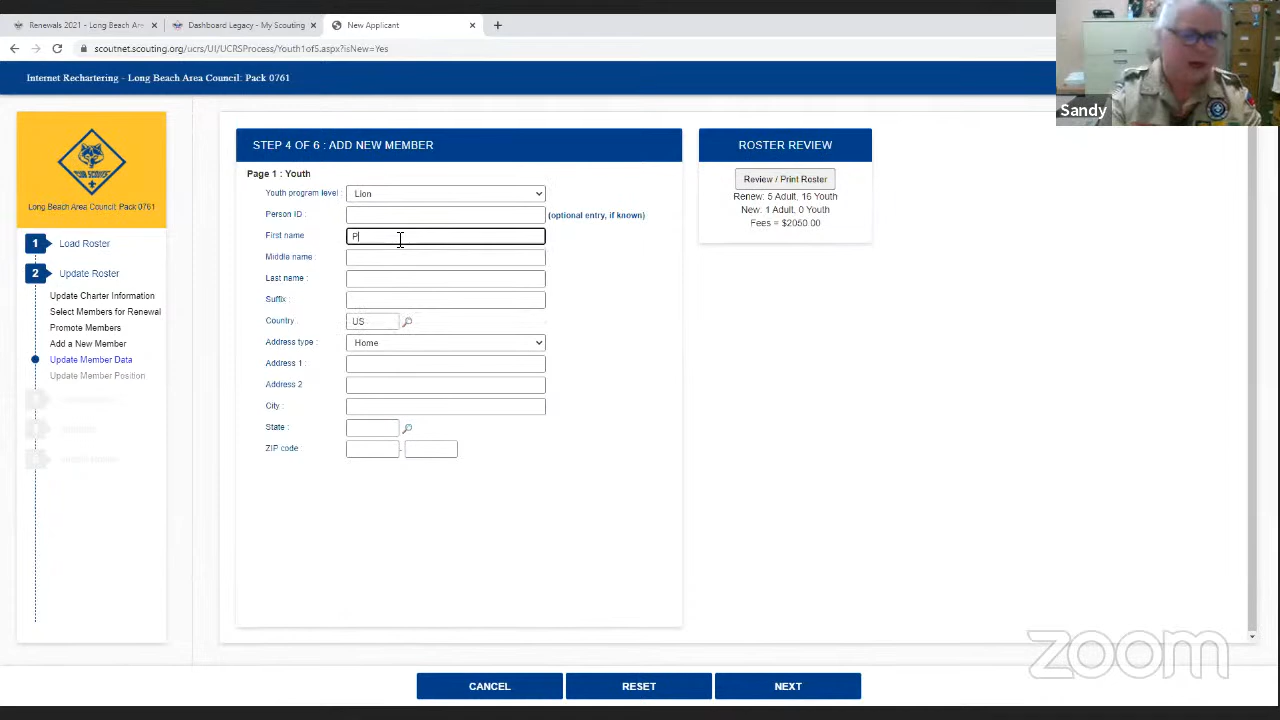 Renewals 2021 - Long Beach Are
Dashboard Legacy - My Scouting
New Applicant
scoutnet.scouting.org/ucrs/UI/UCRSProcess/Youth1of5.aspx?isNew=Yes
Internet Rechartering - Long Beach Area Council: Pack 0761
Sandy
CUB SCOUTS
Long Beach Area Council: Pack 0761
1 Load Roster
2 Update Roster
Update Charter Information
Select Members for Renewal
Promote Members
Add a New Member
Update Member Data
Update Member Position
STEP 4 OF 6 : ADD NEW MEMBER
Page 1 : Youth
Youth program level : Lion
Person ID : (optional entry, if known)
First name P
Middle name :
Last name :
Suffix :
Country : US
Address type : Home
Address 1 :
Address 2
City :
State :
ZIP code -
ROSTER REVIEW
Review / Print Roster
Renew: 5 Adult, 16 Youth
New: 1 Adult, 0 Youth
Fees = $2050.00
CANCEL
RESET
NEXT
zoom